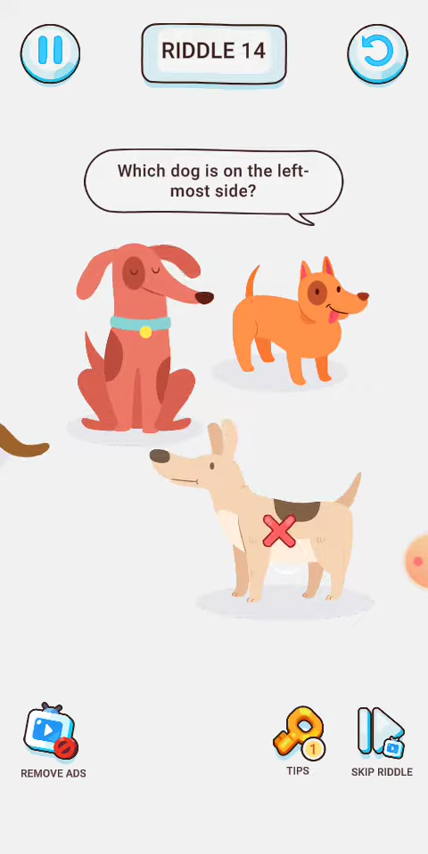 RIDDLE 14
Which dog is on the left-
most side?
REMOVE ADS
1
TIPS
SKIP RIDDLE